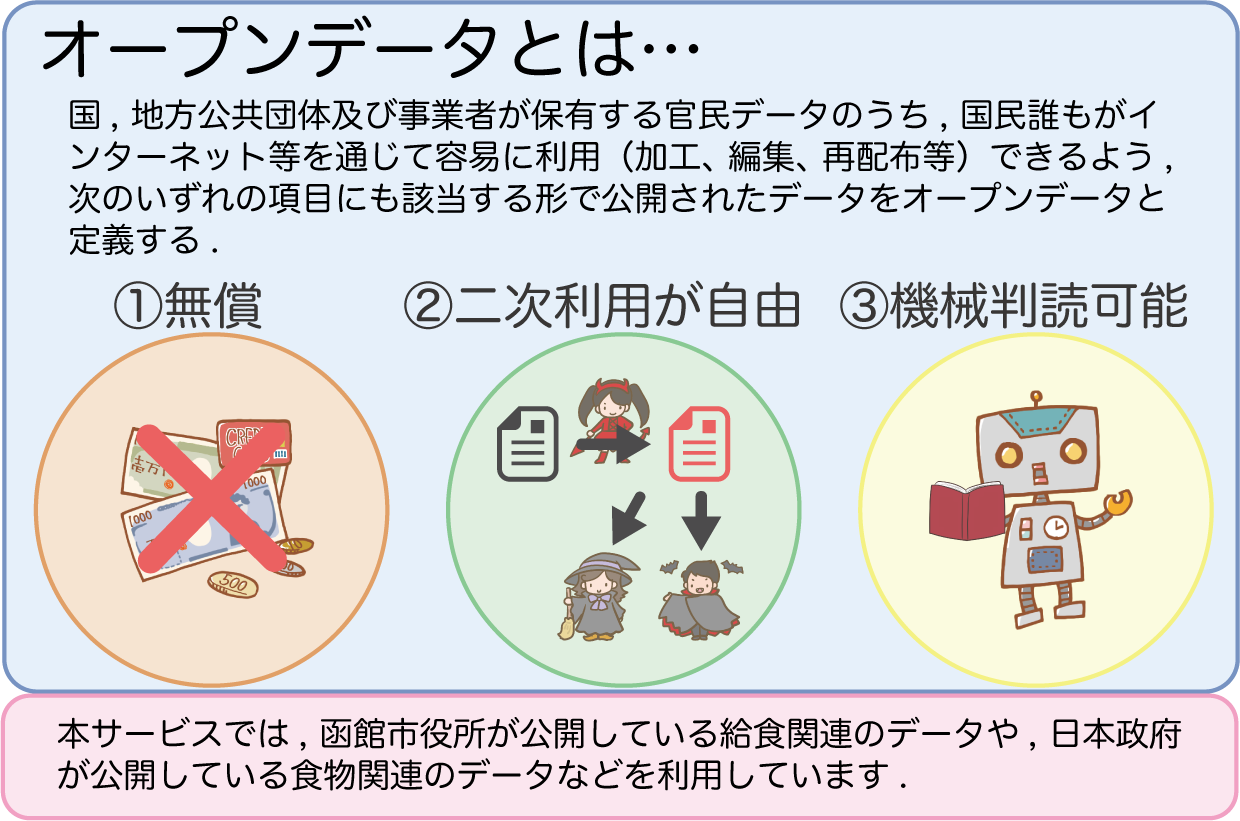 オープンデータとは…
国，地方公共団体及び事業者が保有する官民データのうち，国民誰もがイ
ンターネット等を通じて容易に利用（加工、編集、再配布等）できるよう，
次のいずれの項目にも該当する形で公開されたデータをオープンデータと
定義する．
①無償
②二次利用が自由
③機械判読可能
壱万
1000
1000
500
本サービスでは，函館市役所が公開している給食関連のデータや，日本政府
が公開している食物関連のデータなどを利用しています．